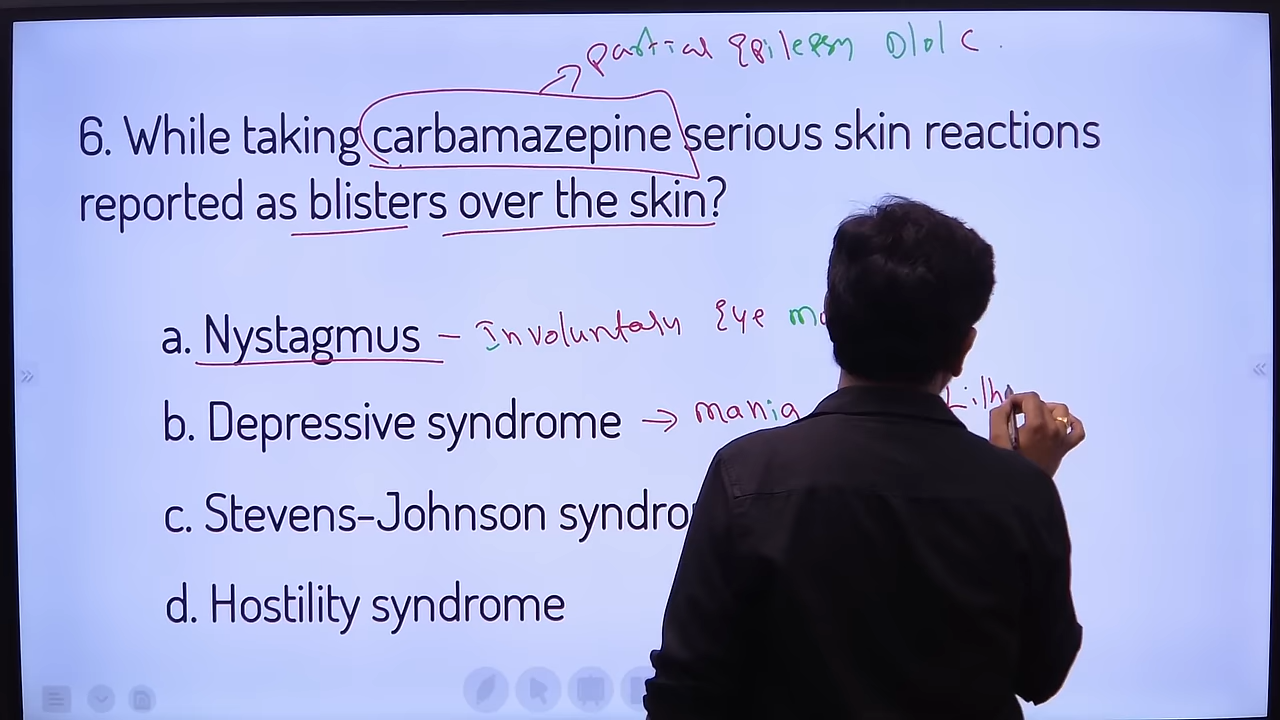 partial Epilepsy D/o/C.
6. While taking carbamazepine serious skin reactions
reported as blisters over the skin?
a. Nystagmus - Involuntary Eye
b. Depressive syndrome → mania
c. Stevens-Johnson syndro
d. Hostility syndrome